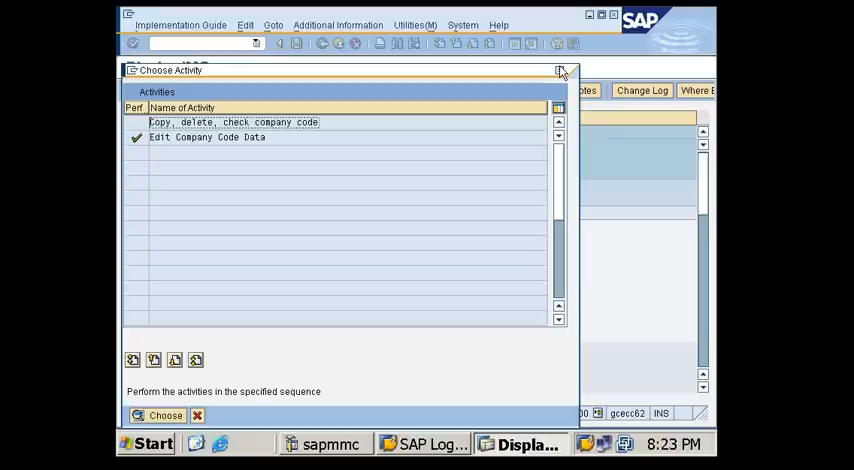 Implementation Guide Edit Goto Additional Information Utilities(M) System Help
SAP
Choose Activity
Activities
otes Change Log Where E
Perf Name of Activity
Copy, delete, check company code
Edit Company Code Data
Perform the activities in the specified sequence
Choose
00 gcecc62 INS
Start sapmmc SAP Log... Displa... 8:23 PM